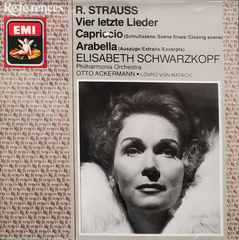 References
EMI
R. STRAUSS
Vier letzte Lieder
Capriccio (Schlußszene/Scene finale/Closing scene)
Arabella (Auszüge/Extraits/Excerpts)
ELISABETH SCHWARZKOPF
Philharmonia Orchestra
OTTO ACKERMANN · LOVRO VON MATACIC